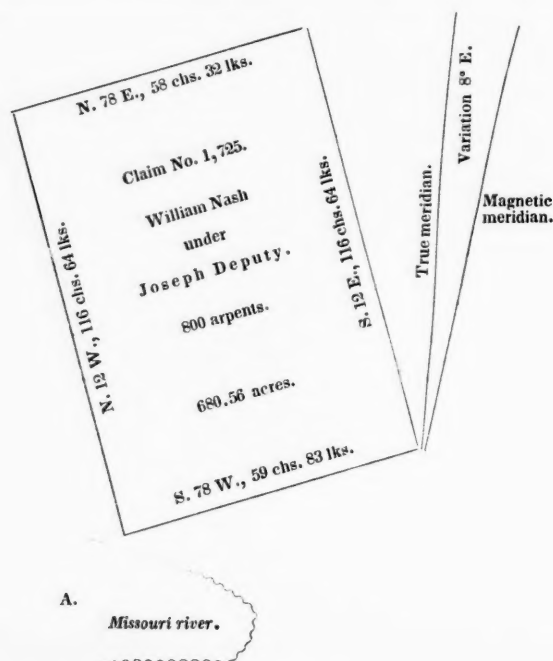 N. 78 E., 58 chs. 32 lks.
Claim No. 1,725.
William Nash
under
Joseph Deputy.
800 arpents.
680.56 acres.
N. 12 W., 116 chs. 64 lks.
S. 12 E., 116 chs. 64 lks.
S. 78 W., 59 chs. 83 lks.
True meridian.
Variation 8° E.
Magnetic
meridian.
A.
Missouri river.